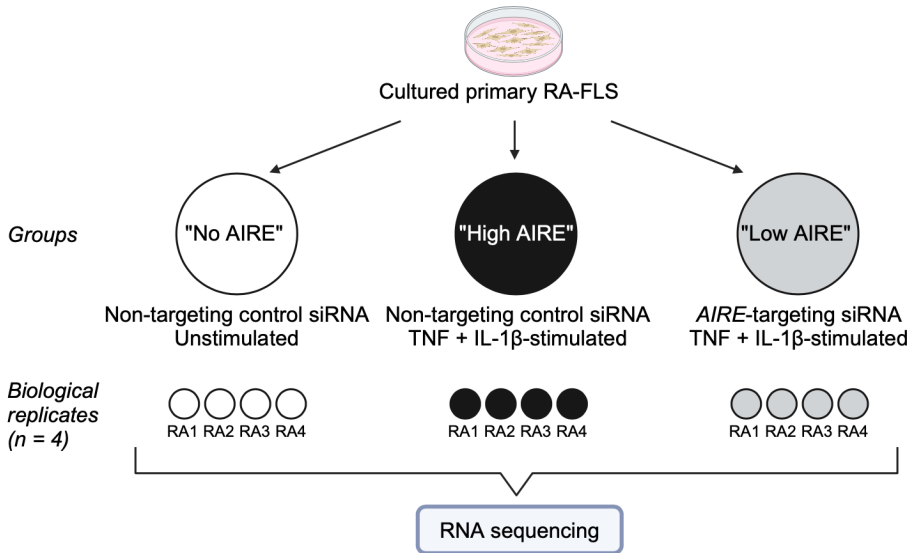 Cultured primary RA-FLS
Groups
"No AIRE"
"High AIRE"
"Low AIRE"
Non-targeting control siRNA
Unstimulated
Non-targeting control siRNA
TNF + IL-1β-stimulated
AIRE-targeting siRNA
TNF + IL-1β-stimulated
Biological
replicates
(n = 4)
RA1 RA2 RA3 RA4
RA1 RA2 RA3 RA4
RA1 RA2 RA3 RA4
RNA sequencing